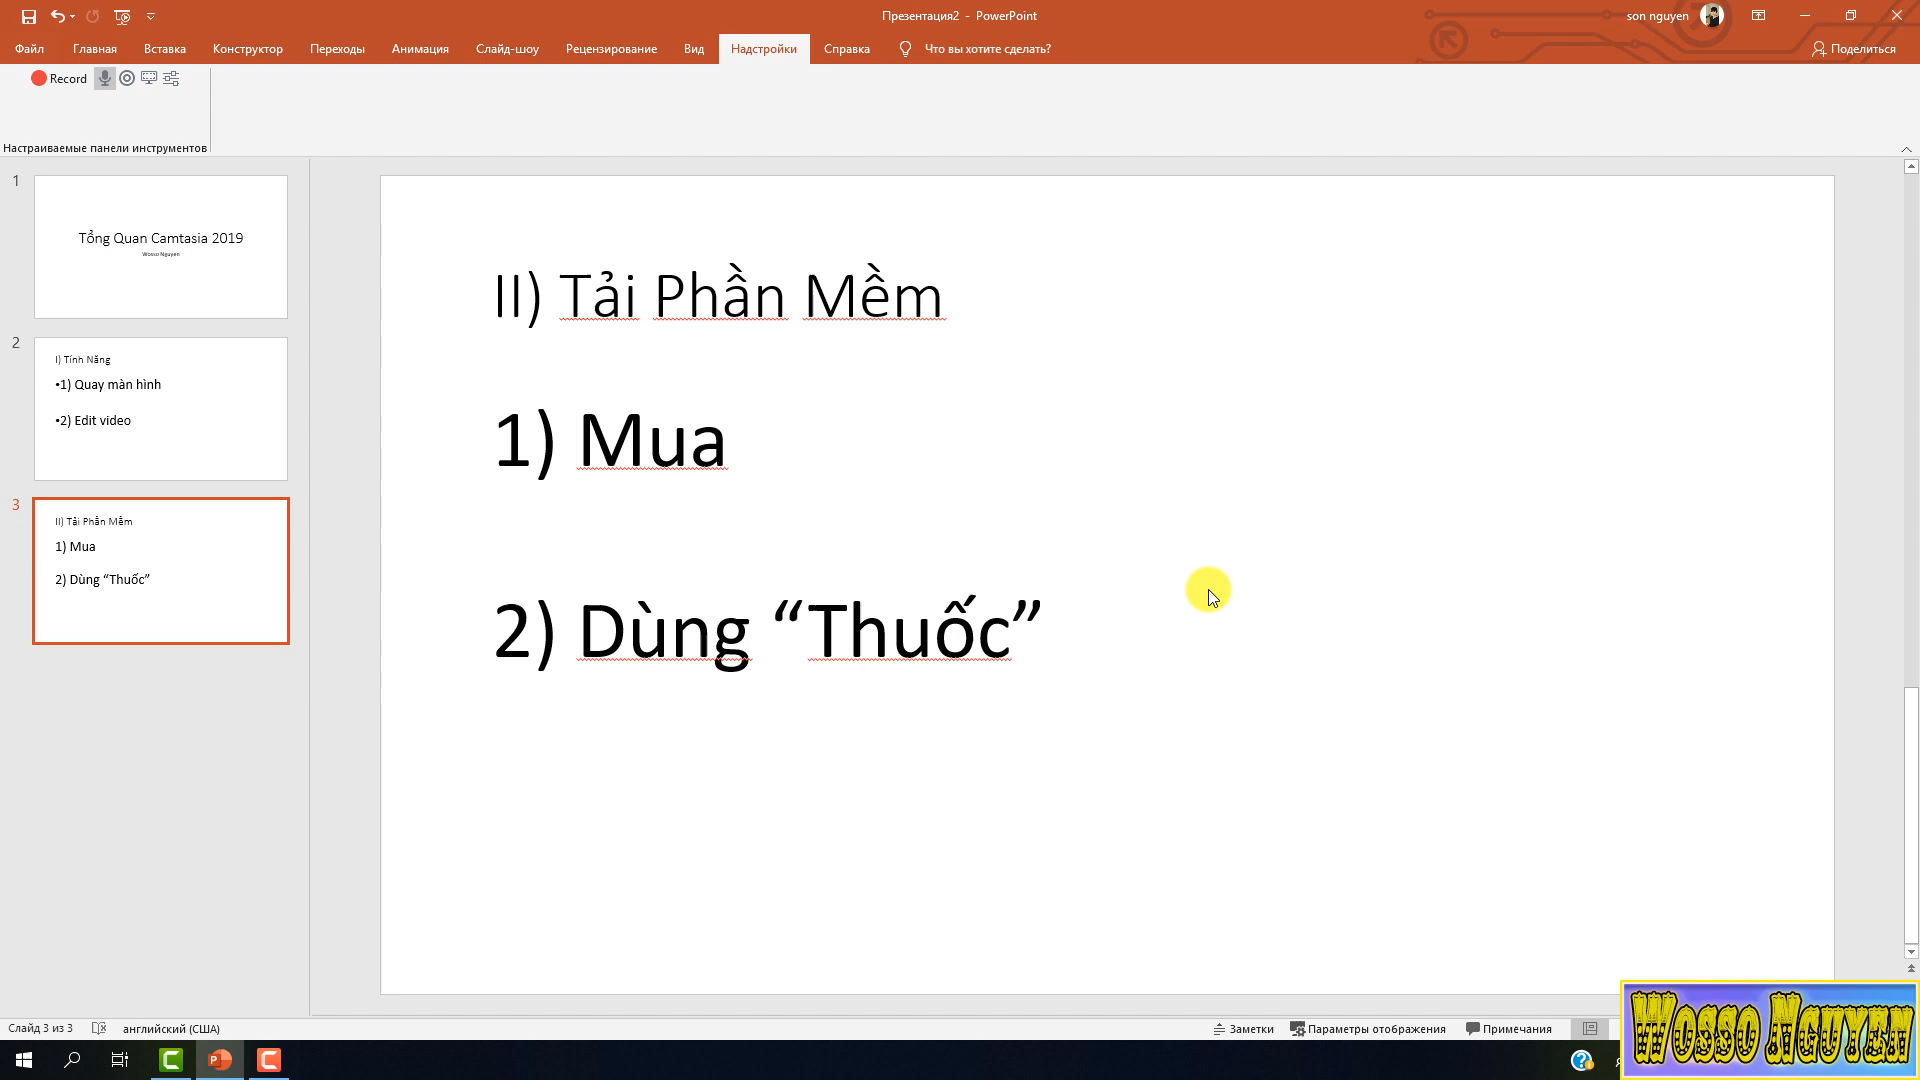 Презентация2 - PowerPoint
son nguyen
Файл Главная Вставка Конструктор Переходы Анимация Слайд-шоу Рецензирование Вид Надстройки Справка Что вы хотите сделать? Поделиться
Record
Настраиваемые панели инструментов
1
Tổng Quan Camtasia 2019
Wosso Nguyen
2
I) Tính Năng
•1) Quay màn hình
•2) Edit video
3
II) Tải Phần Mềm
1) Mua
2) Dùng “Thuốc”
II) Tải Phần Mềm
1) Mua
2) Dùng “Thuốc”
Слайд 3 из 3 английский (США) Заметки Параметры отображения Примечания
Wosso Nguyen